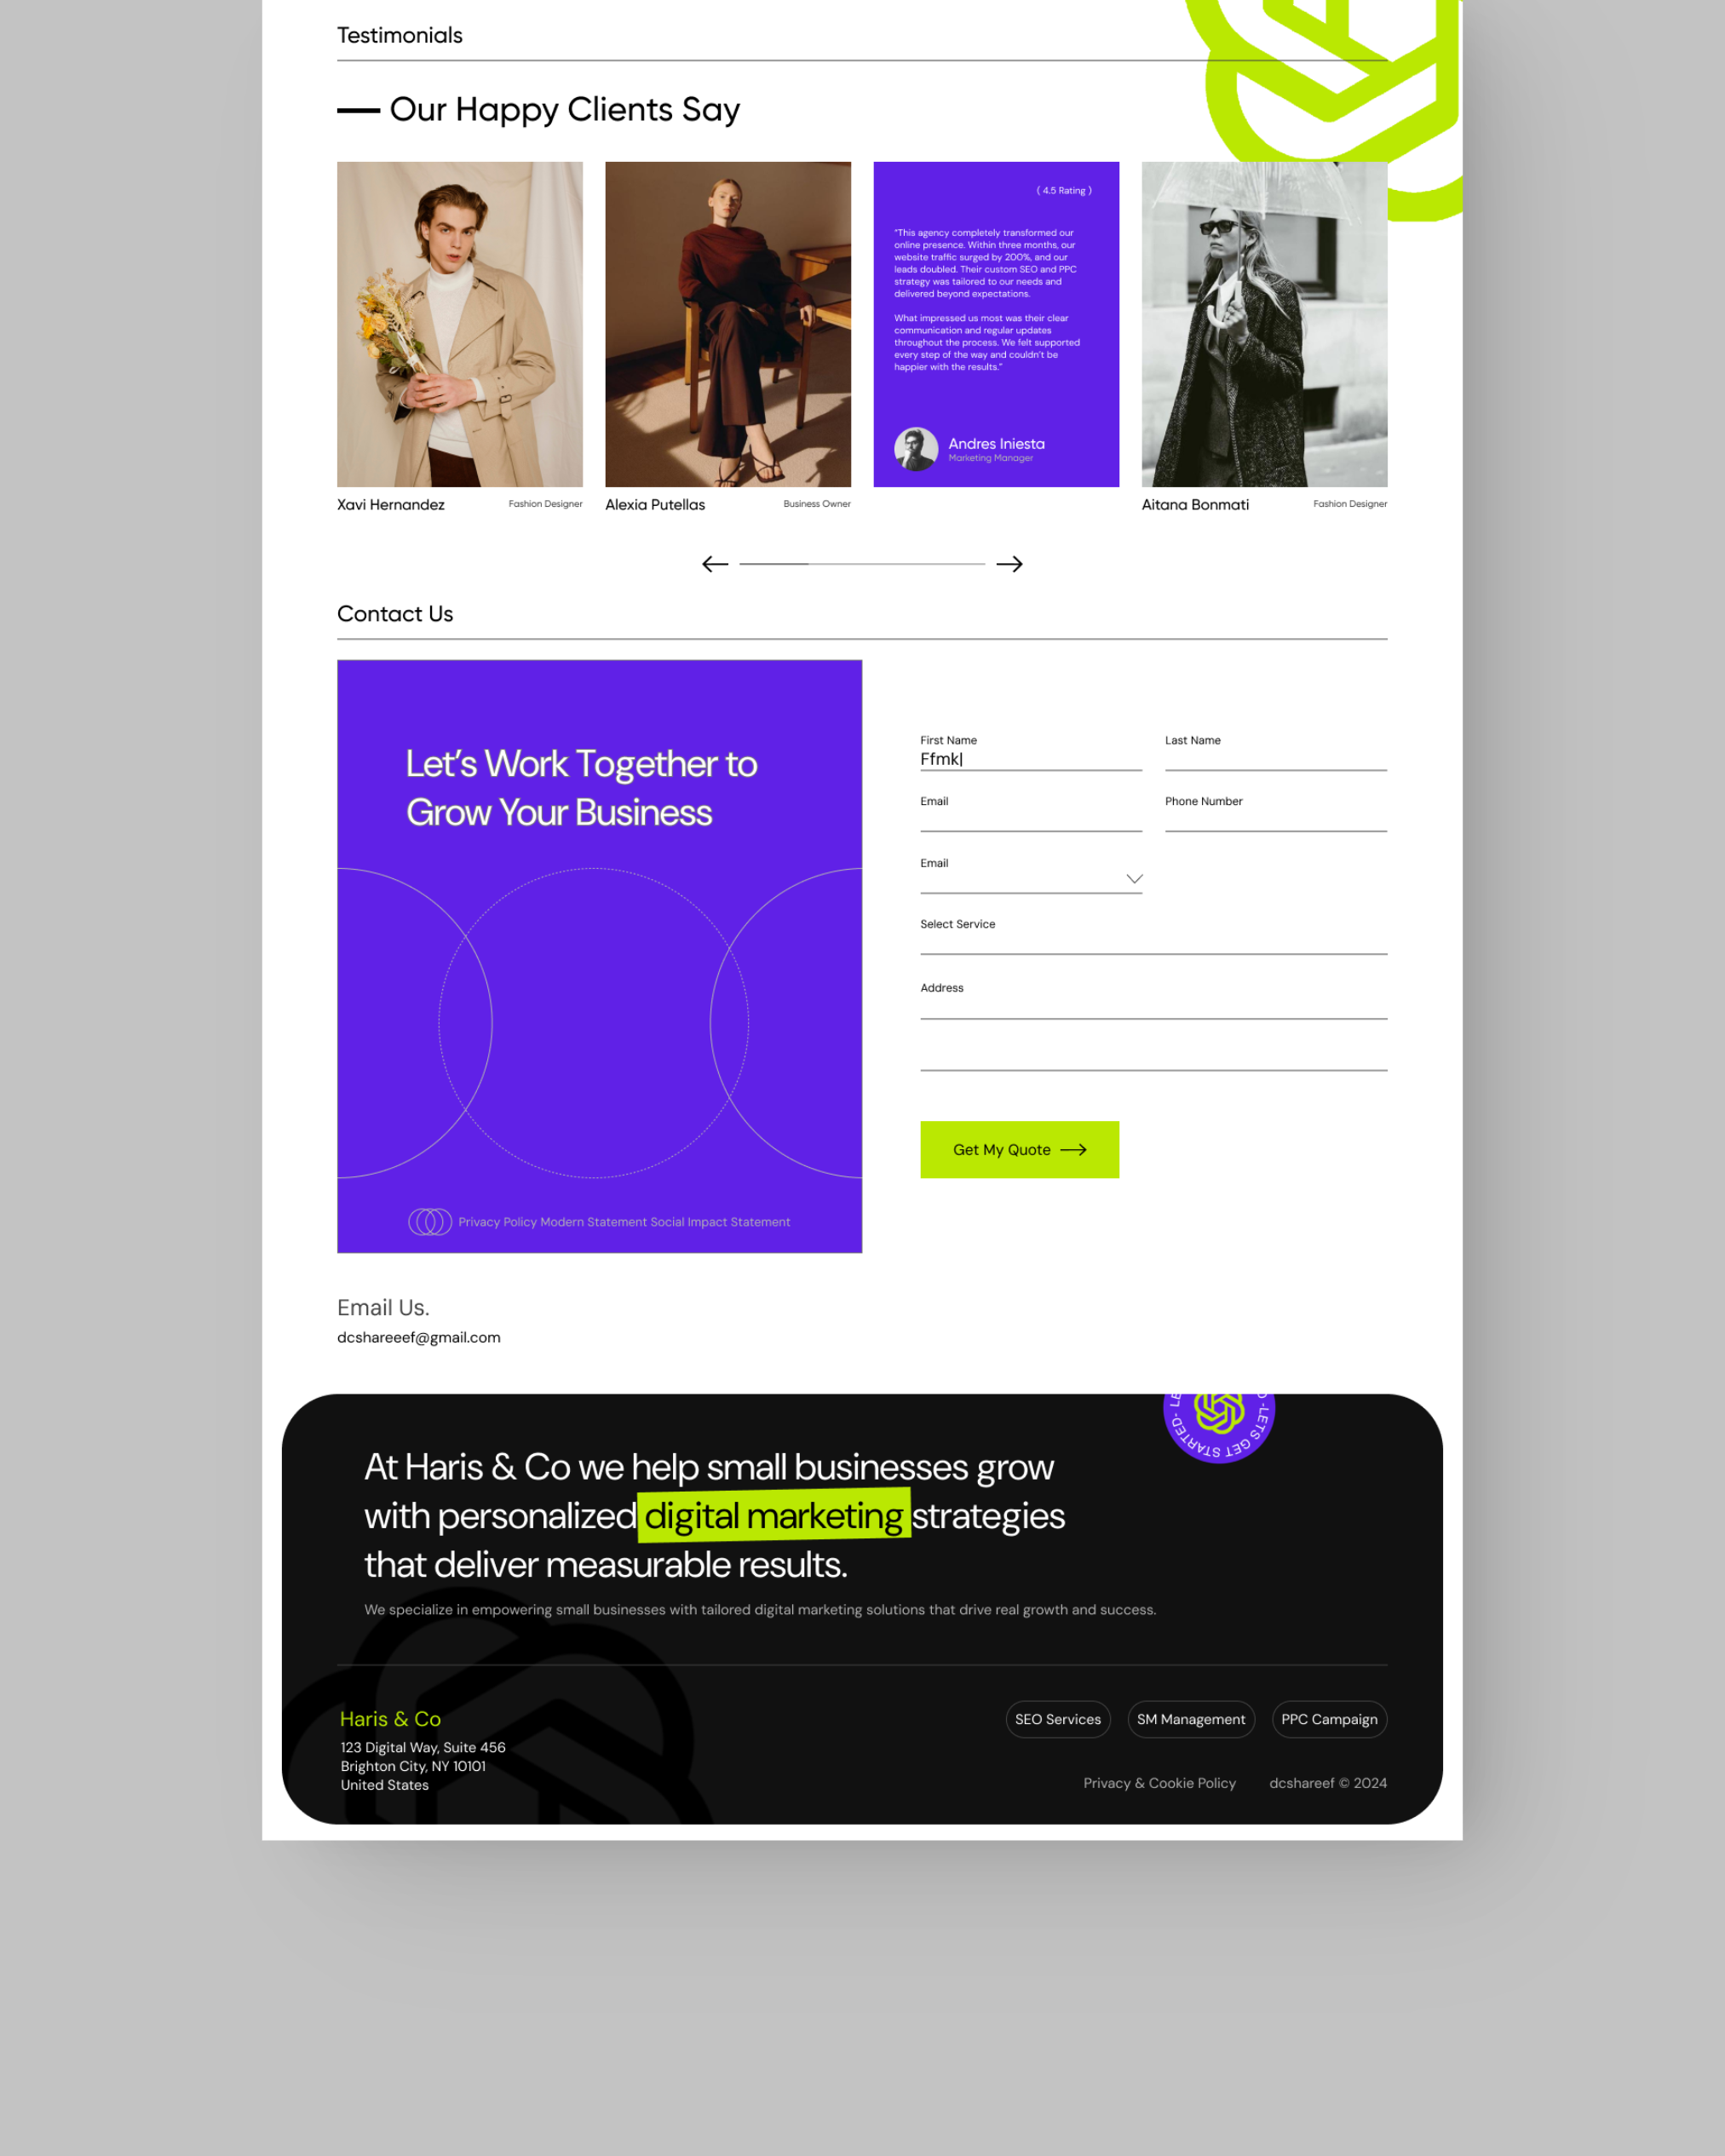 Testimonials
Our Happy Clients Say
Xavi Hernandez
Fashion Designer
Alexia Putellas
Business Owner
( 4.5 Rating )
"This agency completely transformed our
online presence. Within three months, our
website traffic surged by 200%, and our
leads doubled. Their custom SEO and PPC
strategy was tailored to our needs and
delivered beyond expectations.
What impressed us most was their clear
communication and regular updates
throughout the process. We felt supported
every step of the way and couldn't be
happier with the results."
Andres Iniesta
Marketing Manager
Aitana Bonmati
Fashion Designer
Contact Us
Let's Work Together to
Grow Your Business
Privacy Policy Modern Statement Social Impact Statement
First Name
Ffmk|
Last Name
Email
Phone Number
Email
Select Service
Address
Get My Quote
Email Us.
dcshareeef@gmail.com
LETS GET STARTED
At Haris & Co we help small businesses grow
with personalized digital marketing strategies
that deliver measurable results.
We specialize in empowering small businesses with tailored digital marketing solutions that drive real growth and success.
Haris & Co
123 Digital Way, Suite 456
Brighton City, NY 10101
United States
SEO Services
SM Management
PPC Campaign
Privacy & Cookie Policy
dcshareef © 2024